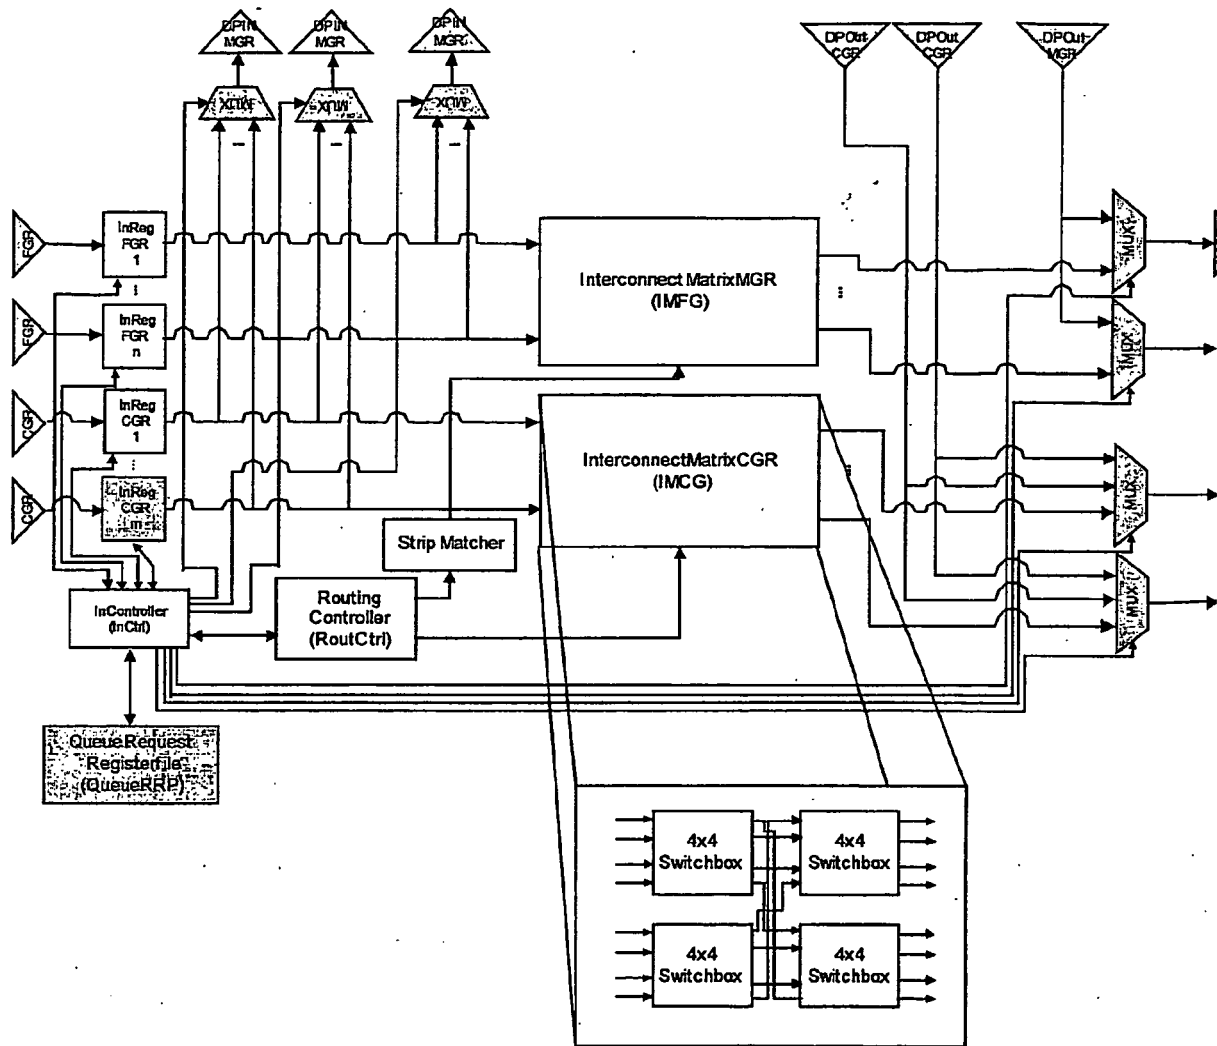 DPIN
MGR
DPIN
MGR
DPIN
MGR
DPOut
CGR
DPOut
CGR
DPOut
MGR
MUX
MUX
MUX
FGR
InReg
FGR
1
...
FGR
InReg
FGR
n
CGR
InReg
CGR
1
...
CGR
InReg
CGR
m
Interconnect MatrixMGR
(IMFG)
...
InterconnectMatrixCGR
(IMCG)
...
MUX
MUX
MUX
MUX
Strip Matcher
InController
(InCtrl)
Routing
Controller
(RoutCtrl)
QueueRequest
Registerfile
(QueueRRP)
4x4
Switchbox
4x4
Switchbox
4x4
Switchbox
4x4
Switchbox